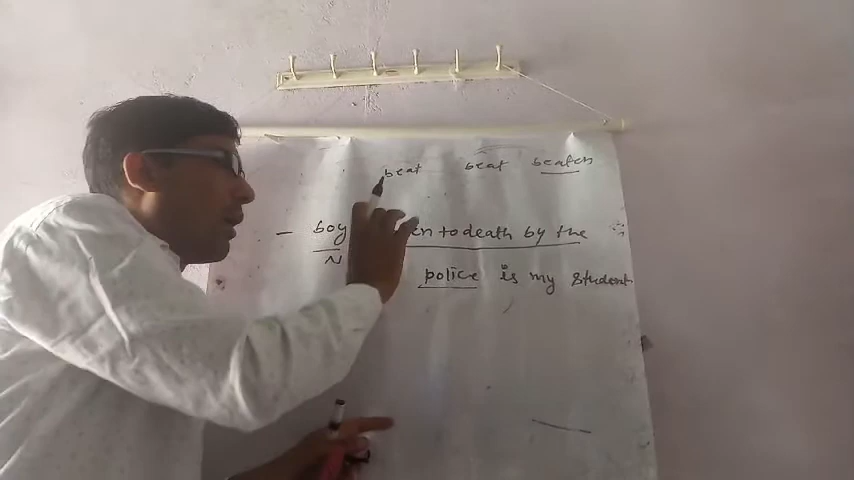 beat beat beaten
- boy en to death by the
N
police is my student